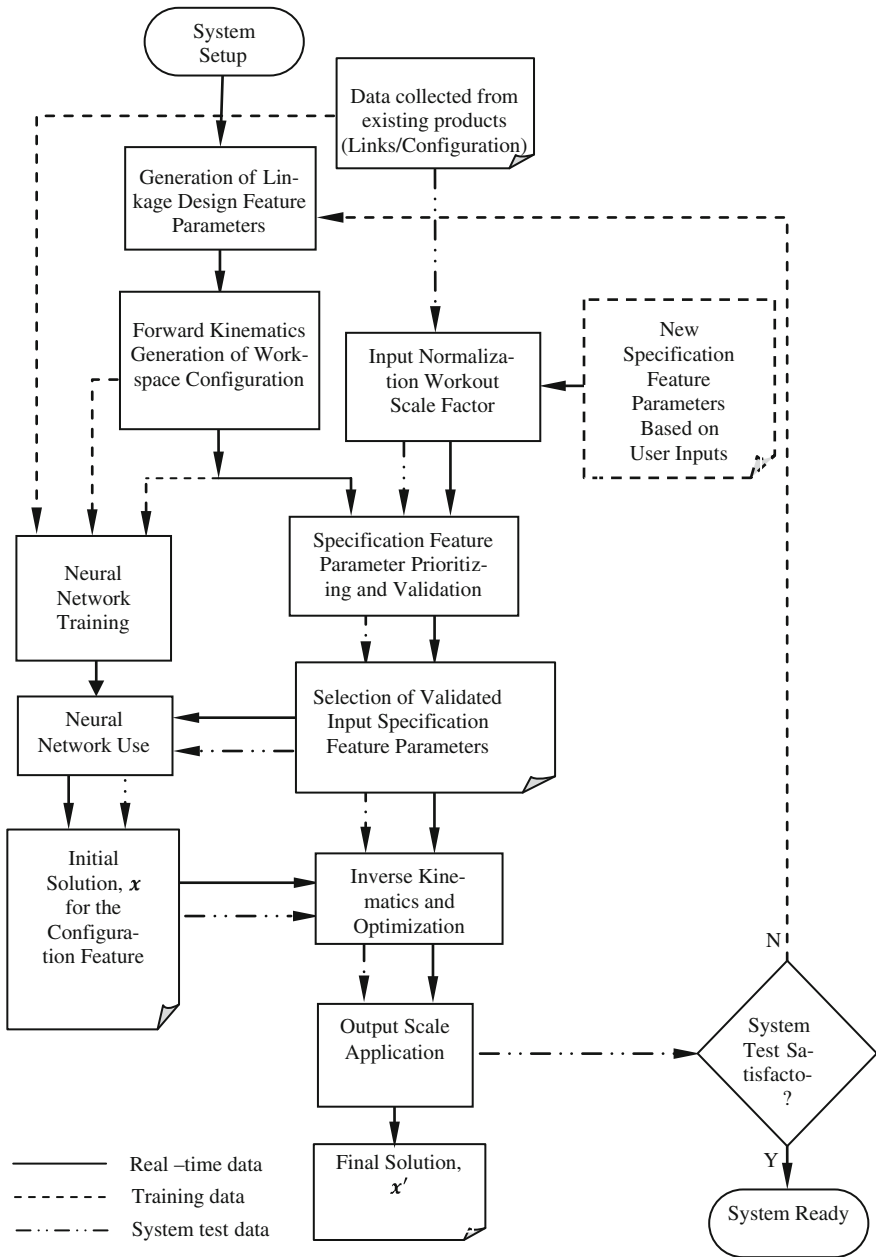 System
Setup
Data collected from
existing products
(Links/Configuration)
Generation of Lin-
kage Design Feature
Parameters
Forward Kinematics
Generation of Work-
space Configuration
Input Normaliza-
tion Workout
Scale Factor
New
Specification
Feature
Parameters
Based on
User Inputs
Neural
Network
Training
Specification Feature
Parameter Prioritiz-
ing and Validation
Neural
Network Use
Selection of Validated
Input Specification
Feature Parameters
Initial
Solution, x
for the
Configura-
tion Feature
Inverse Kine-
matics and
Optimization
Output Scale
Application
N
System
Test Sa-
tisfacto-
?
Y
Final Solution,
x′
System Ready
Real –time data
Training data
System test data